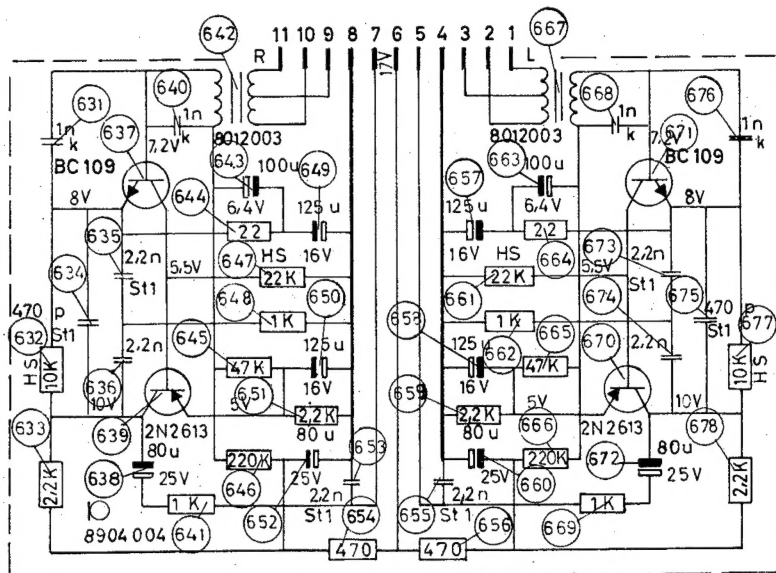 11 10 9 8 7 6 5 4 3 2 1
642 R 17V L 667
640 668
631 1n 1n 676
1n k 637 k k 671 1n k
8012003 8012003
7,2V 643 649 663 7,2V
BC 109 100u 657 100u BC 109
8V 644 6,4V 125 u 125 u 6,4V 8V
635 22 16V 16V 22 664 673
2,2n 647 HS HS 2,2n
634 St1 5,5V 22K 22K 5,5V St1
648 650 661 674 675
470 p St1 1K 1K 470 p St1
632 2,2n 645 125 u 658 125 u 662 665 670 2,2n 677
10K HS 47K 16V 16V 47K 10K HS
636 651 659
10V 5V 2,2K 2,2K 5V 10V
633 639 2N2613 80 u 653 80 u 666 2N2613 678
2,2K 80u 220K 220K 80u 2,2K
638 25V 646 25V 25V 660 672 25V
1K 652 2,2n St1 654 655 2,2n St1 656 1K
8904 004 641 669
470 470